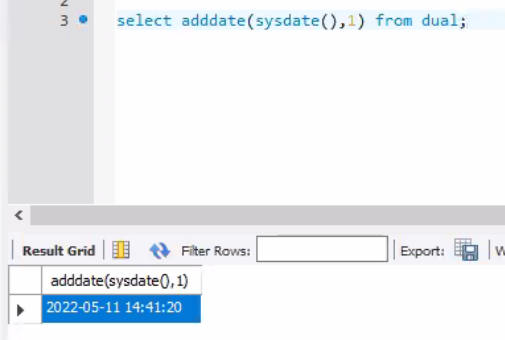 2
3 select adddate(sysdate(),1) from dual;
Result Grid Filter Rows: Export:
adddate(sysdate(),1)
2022-05-11 14:41:20